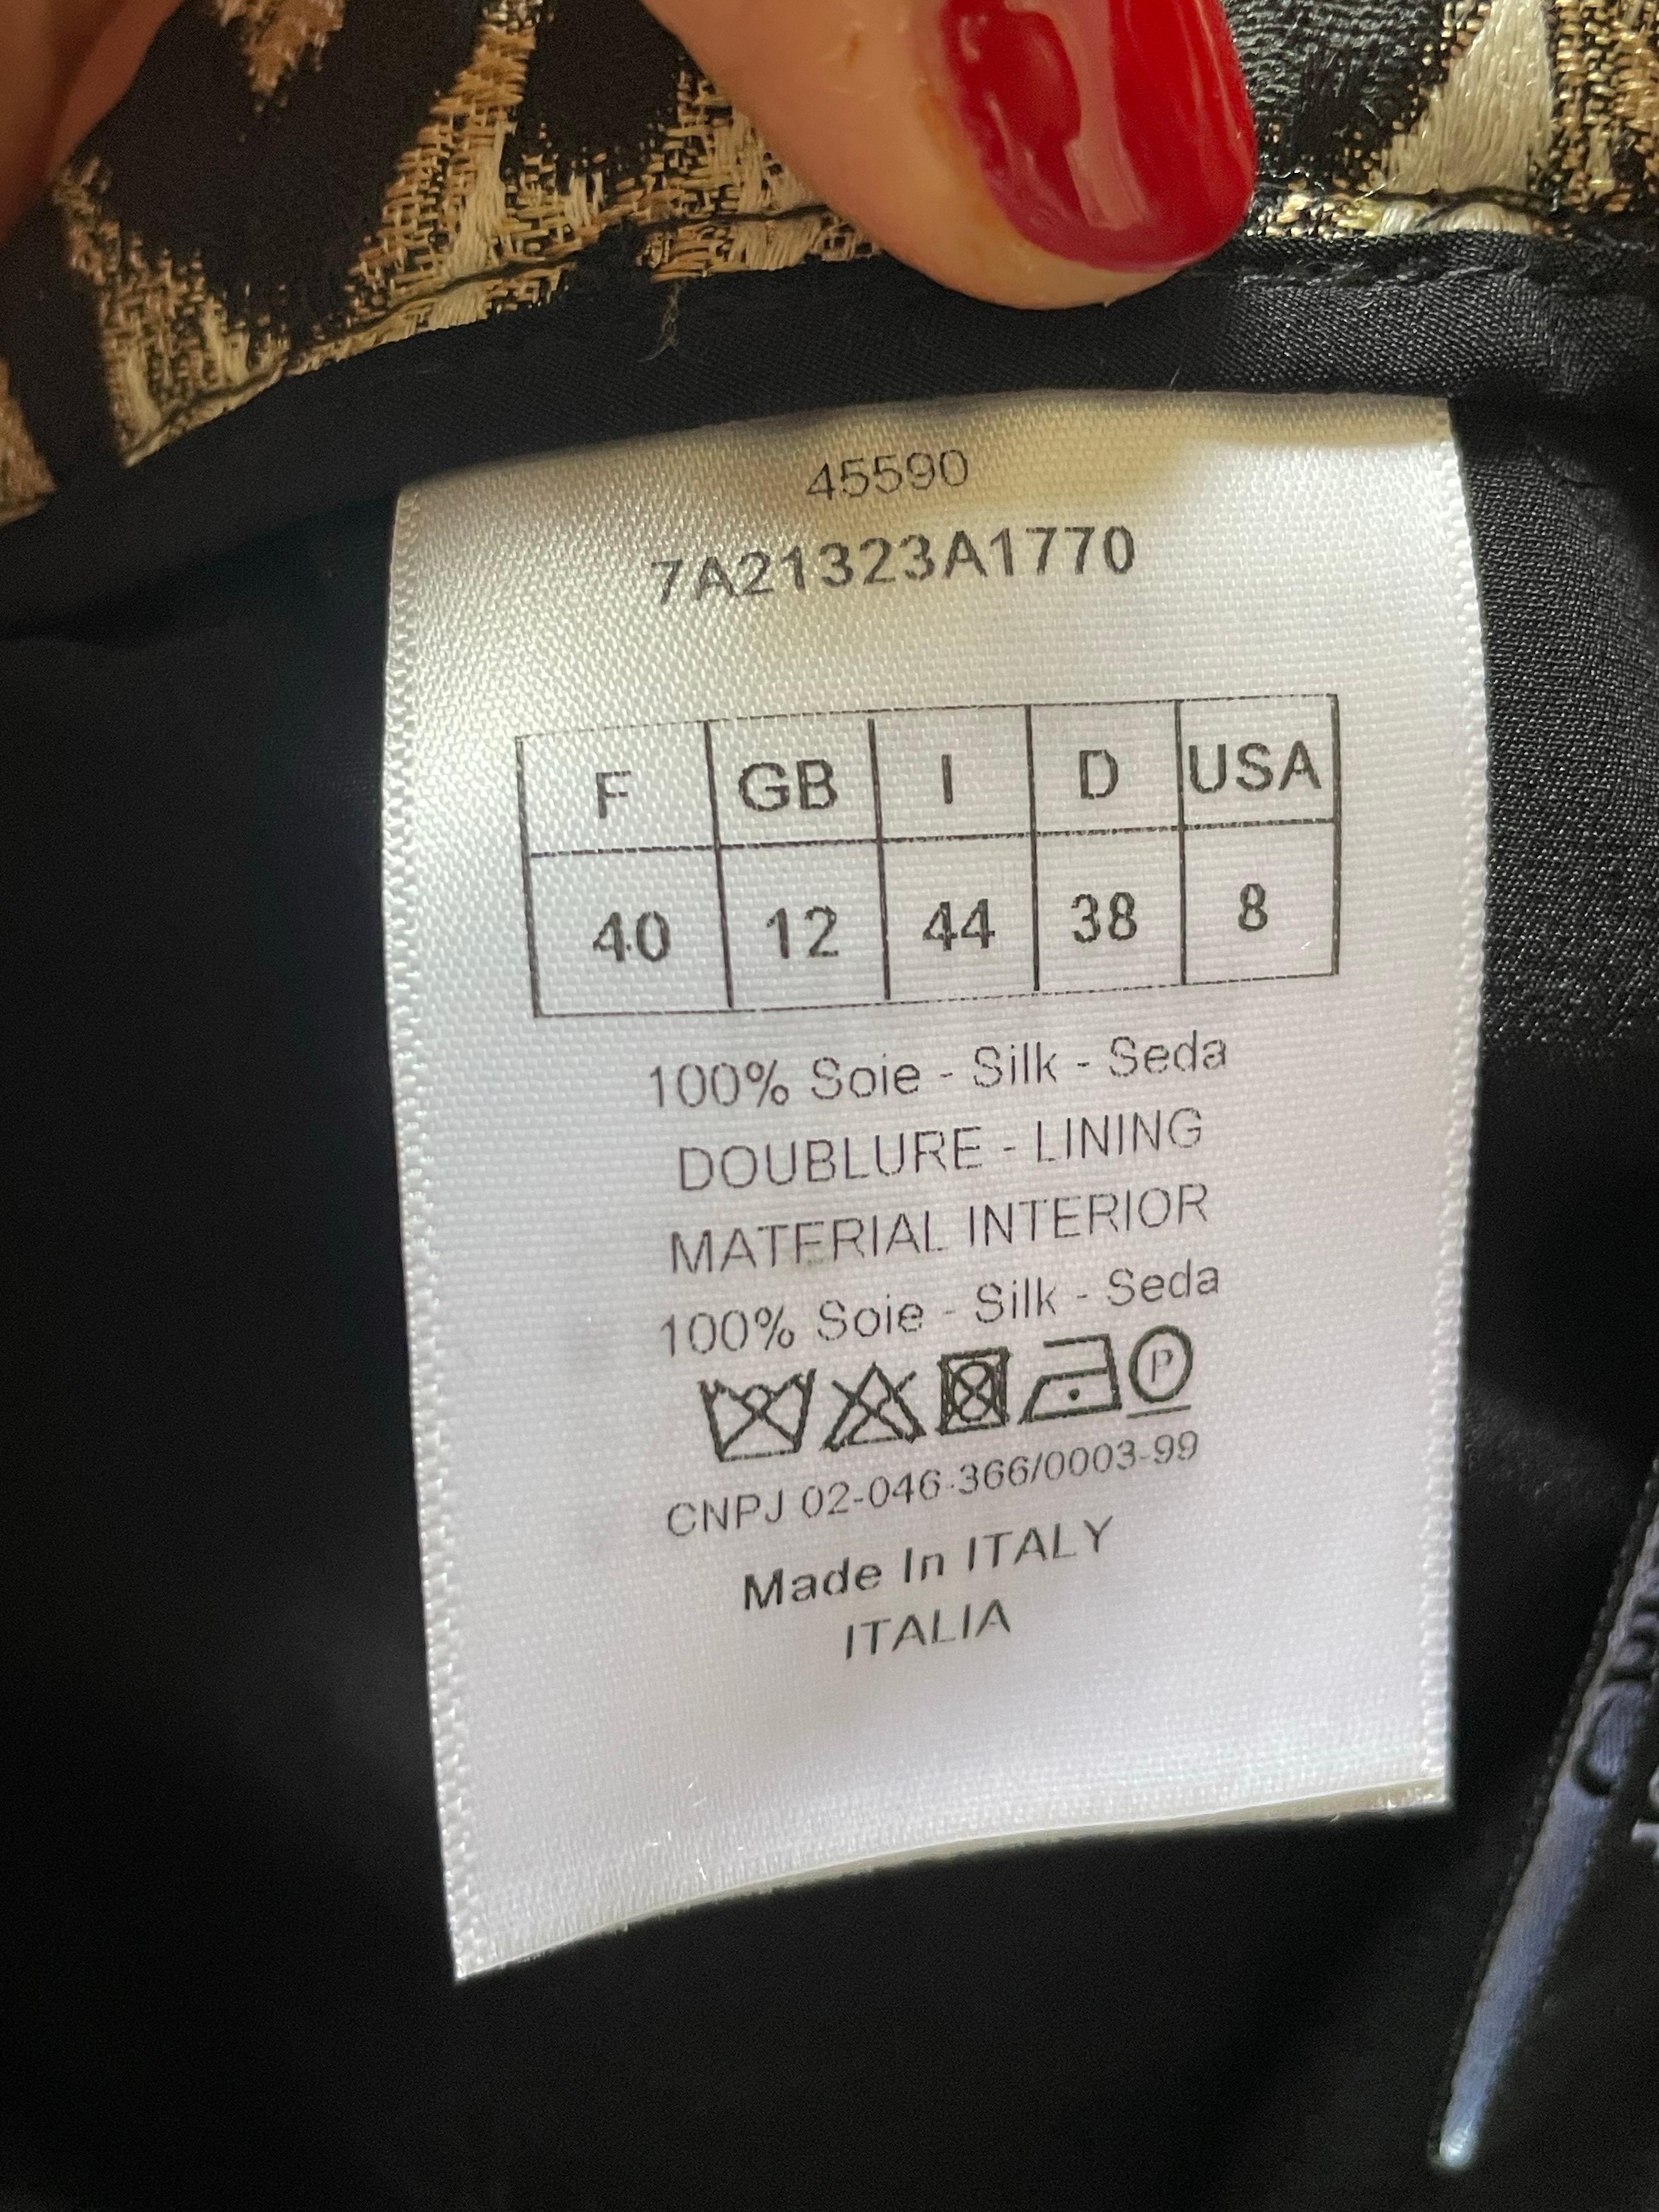 45590
7A21323A1770
F GB I D USA
40 12 44 38 8
100% Soie - Silk - Seda
DOUBLURE - LINING
MATERIAL INTERIOR
100% Soie - Silk - Seda
P
CNPJ 02-046-366/0003-99
Made In ITALY
ITALIA